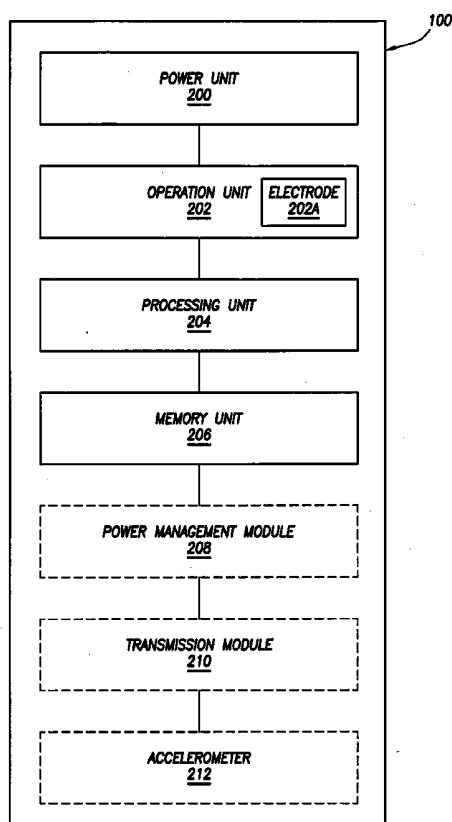 100
POWER UNIT
200
OPERATION UNIT
202
ELECTRODE
202A
PROCESSING UNIT
204
MEMORY UNIT
206
POWER MANAGEMENT MODULE
208
TRANSMISSION MODULE
210
ACCELEROMETER
212